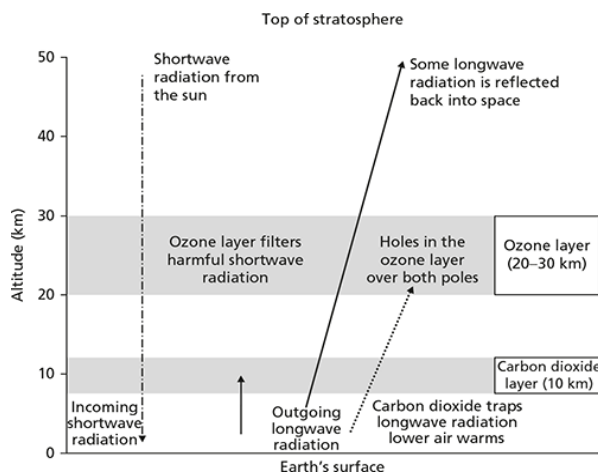 Top of stratosphere
50
40
30
20
10
0
Altitude (km)
Shortwave
radiation from
the sun
Some longwave
radiation is reflected
back into space
Ozone layer filters
harmful shortwave
radiation
Holes in the
ozone layer
over both poles
Ozone layer
(20–30 km)
Carbon dioxide
layer (10 km)
Incoming
shortwave
radiation
Outgoing
longwave
radiation
Carbon dioxide traps
longwave radiation
lower air warms
Earth's surface